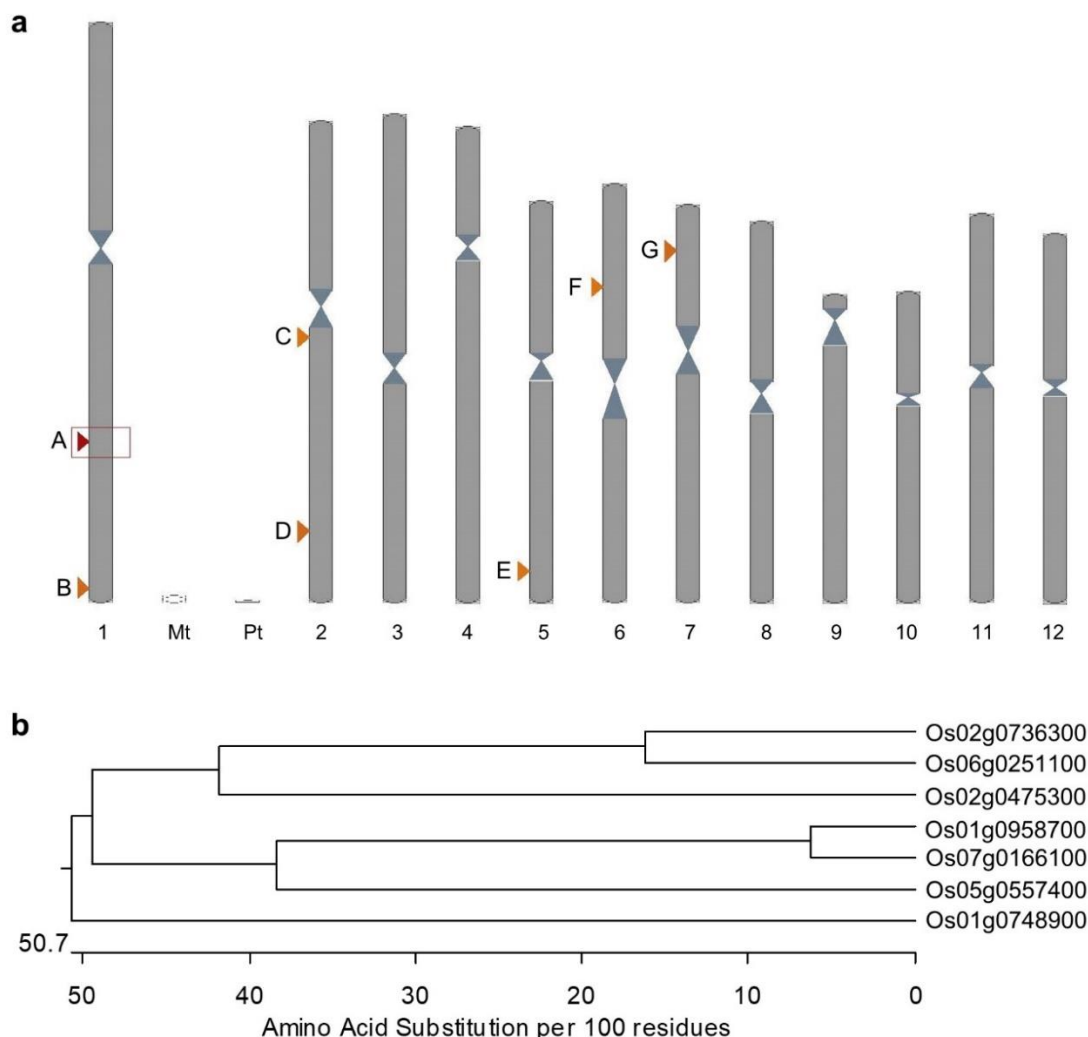 a
A
B
C
D
E
F
G
1 Mt Pt 2 3 4 5 6 7 8 9 10 11 12
b
Os02g0736300
Os06g0251100
Os02g0475300
Os01g0958700
Os07g0166100
Os05g0557400
Os01g0748900
50.7
50 40 30 20 10 0
Amino Acid Substitution per 100 residues